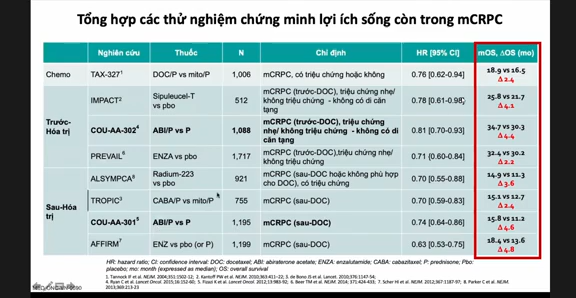 Tổng hợp các thử nghiệm chứng minh lợi ích sống còn trong mCRPC
Nghiên cứu Thuốc N Chỉ định HR [95% CI] mOS, ΔOS (mo)
Chemo TAX-327¹ DOC/P vs mito/P 1,006 mCRPC, có triệu chứng hoặc không 0.76 [0.62-0.94] 18.9 vs 16.5
Δ 2.4
Trước-Hóa trị
IMPACT² Sipuleucel-T vs pbo 512 mCRPC (trước-DOC), triệu chứng nhẹ/ không triệu chứng - không có di căn tạng 0.78 [0.61-0.98] 25.8 vs 21.7
Δ 4.1
COU-AA-302⁴ ABI/P vs P 1,088 mCRPC (trước-DOC), triệu chứng nhẹ/ không triệu chứng - không có di căn tạng 0.81 [0.70-0.93] 34.7 vs 30.3
Δ 4.4
PREVAIL⁶ ENZA vs pbo 1,717 mCRPC (trước-DOC),triệu chứng nhẹ/ không triệu chứng 0.71 [0.60-0.84] 32.4 vs 30.2
Δ 2.2
Sau-Hóa trị
ALSYMPCA⁸ Radium-223 vs pbo 921 mCRPC (sau-DOC hoặc không phù hợp cho DOC), có triệu chứng 0.70 [0.55-0.88] 14.9 vs 11.3
Δ 3.6
TROPIC³ CABA/P vs mito/P 755 mCRPC (sau-DOC) 0.70 [0.59-0.83] 15.1 vs 12.7
Δ 2.4
COU-AA-301⁵ ABI/P vs P 1,195 mCRPC (sau-DOC) 0.74 [0.64-0.86] 15.8 vs 11.2
Δ 4.6
AFFIRM⁷ ENZ vs pbo (or P) 1,199 mCRPC (sau-DOC) 0.63 [0.53-0.75] 18.4 vs 13.6
Δ 4.8
HR: hazard ratio; CI: confidence interval; DOC: docetaxel; ABI: abiraterone acetate; ENZA: enzalutamide; CABA: cabazitaxel; P: prednisone; Pbo: placebo; mo: month (expressed as median); OS: overall survival